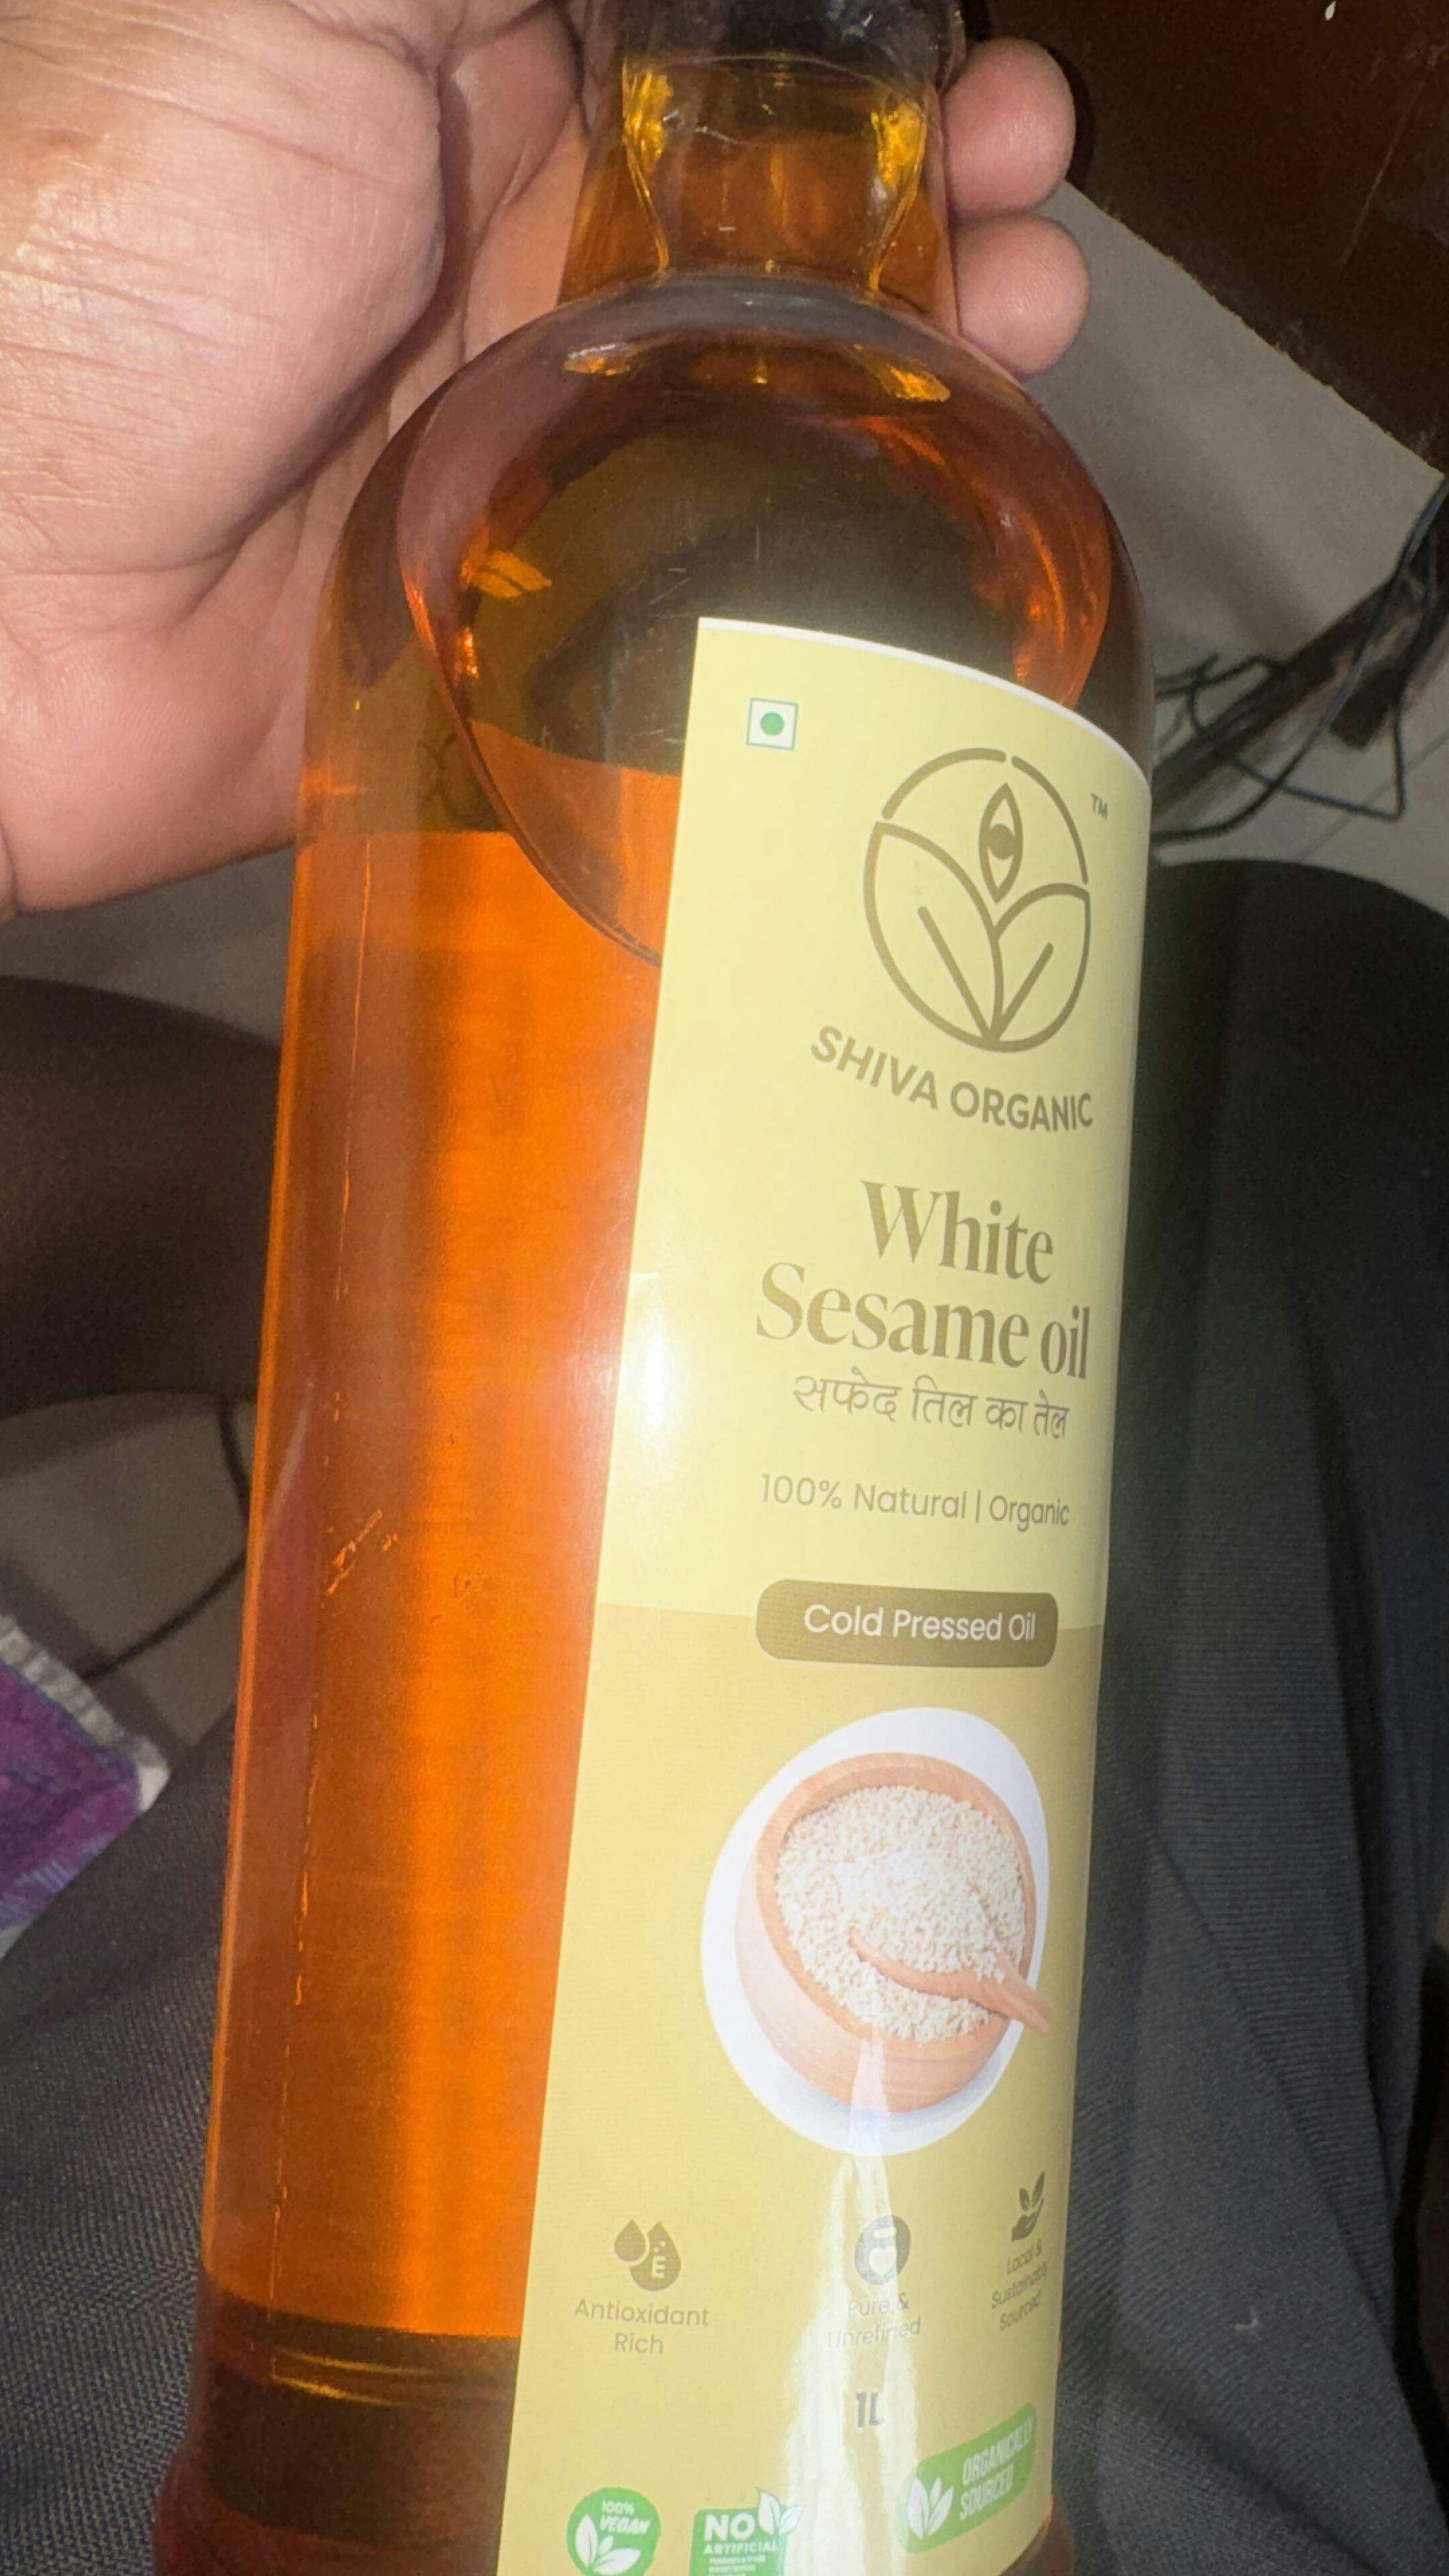 TM
SHIVA ORGANIC
White
Sesame oil
सफेद तिल का तेल
100% Natural | Organic
Cold Pressed Oil
E
Antioxidant
Rich
Pure &
Unrefined
Local &
Sustainably
Sourced
1L
100%
VEGAN
NO
ARTIFICIAL
ORGANICALLY
SOURCED